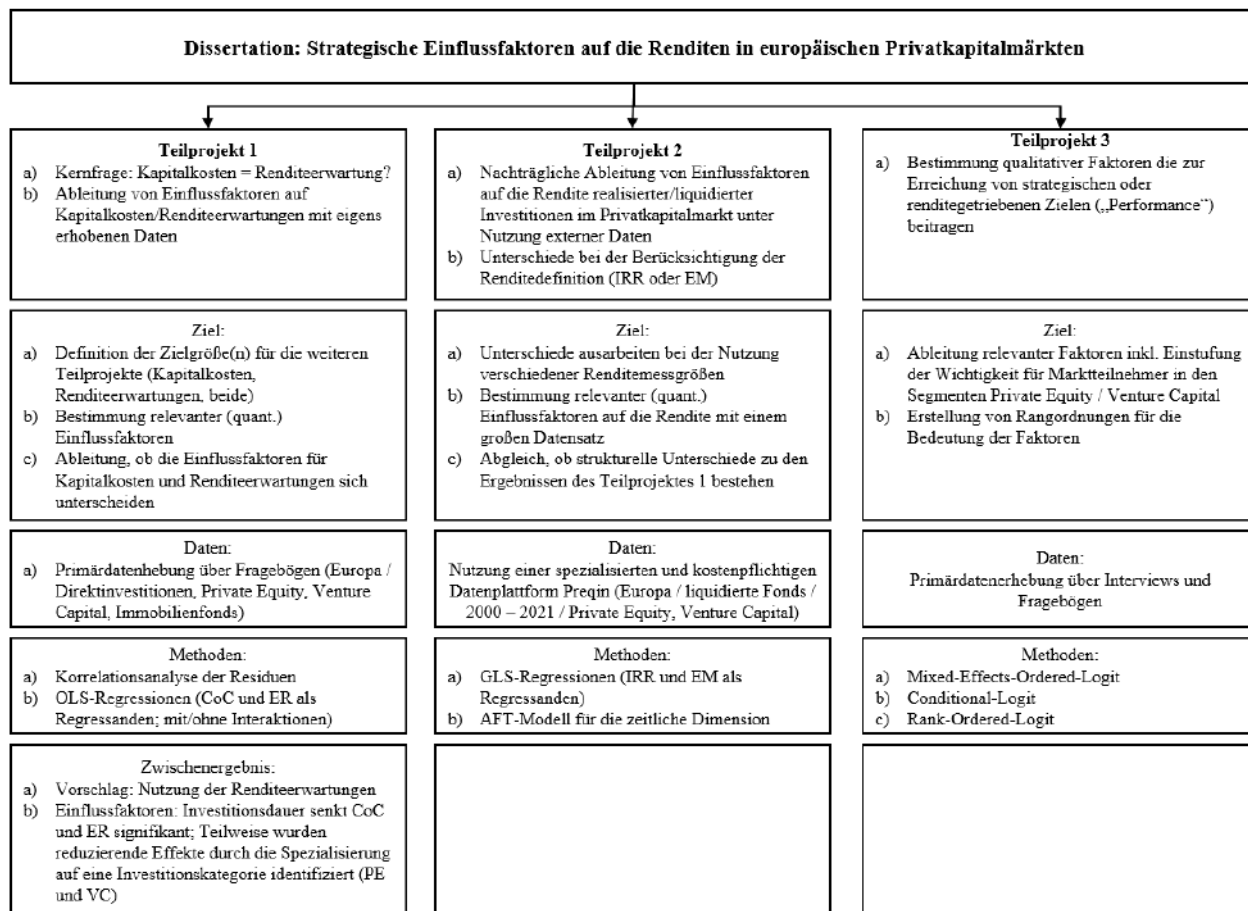 Dissertation: Strategische Einflussfaktoren auf die Renditen in europäischen Privatkapitalmärkten
Teilprojekt 1
a) Kernfrage: Kapitalkosten = Renditeerwartung?
b) Ableitung von Einflussfaktoren auf
Kapitalkosten/Renditeerwartungen mit eigens
erhobenen Daten
Ziel:
a) Definition der Zielgröße(n) für die weiteren
Teilprojekte (Kapitalkosten,
Renditeerwartungen, beide)
b) Bestimmung relevanter (quant.)
Einflussfaktoren
c) Ableitung, ob die Einflussfaktoren für
Kapitalkosten und Renditeerwartungen sich
unterscheiden
Daten:
a) Primärdatenhebung über Fragebögen (Europa /
Direktinvestitionen, Private Equity, Venture
Capital, Immobilienfonds)
Methoden:
a) Korrelationsanalyse der Residuen
b) OLS-Regressionen (CoC und ER als
Regressanden; mit/ohne Interaktionen)
Zwischenergebnis:
a) Vorschlag: Nutzung der Renditeerwartungen
b) Einflussfaktoren: Investitionsdauer senkt CoC
und ER signifikant; Teilweise wurden
reduzierende Effekte durch die Spezialisierung
auf eine Investitionskategorie identifiziert (PE
und VC)
Teilprojekt 2
a) Nachträgliche Ableitung von Einflussfaktoren
auf die Rendite realisierter/liquidierter
Investitionen im Privatkapitalmarkt unter
Nutzung externer Daten
b) Unterschiede bei der Berücksichtigung der
Renditedefinition (IRR oder EM)
Ziel:
a) Unterschiede ausarbeiten bei der Nutzung
verschiedener Renditemessgrößen
b) Bestimmung relevanter (quant.)
Einflussfaktoren auf die Rendite mit einem
großen Datensatz
c) Abgleich, ob strukturelle Unterschiede zu den
Ergebnissen des Teilprojektes 1 bestehen
Daten:
Nutzung einer spezialisierten und kostenpflichtigen
Datenplattform Preqin (Europa / liquidierte Fonds /
2000 – 2021 / Private Equity, Venture Capital)
Methoden:
a) GLS-Regressionen (IRR und EM als
Regressanden)
b) AFT-Modell für die zeitliche Dimension
Teilprojekt 3
a) Bestimmung qualitativer Faktoren die zur
Erreichung von strategischen oder
renditegetriebenen Zielen („Performance“)
beitragen
Ziel:
a) Ableitung relevanter Faktoren inkl. Einstufung
der Wichtigkeit für Marktteilnehmer in den
Segmenten Private Equity / Venture Capital
b) Erstellung von Rangordnungen für die
Bedeutung der Faktoren
Daten:
Primärdatenerhebung über Interviews und
Fragebögen
Methoden:
a) Mixed-Effects-Ordered-Logit
b) Conditional-Logit
c) Rank-Ordered-Logit